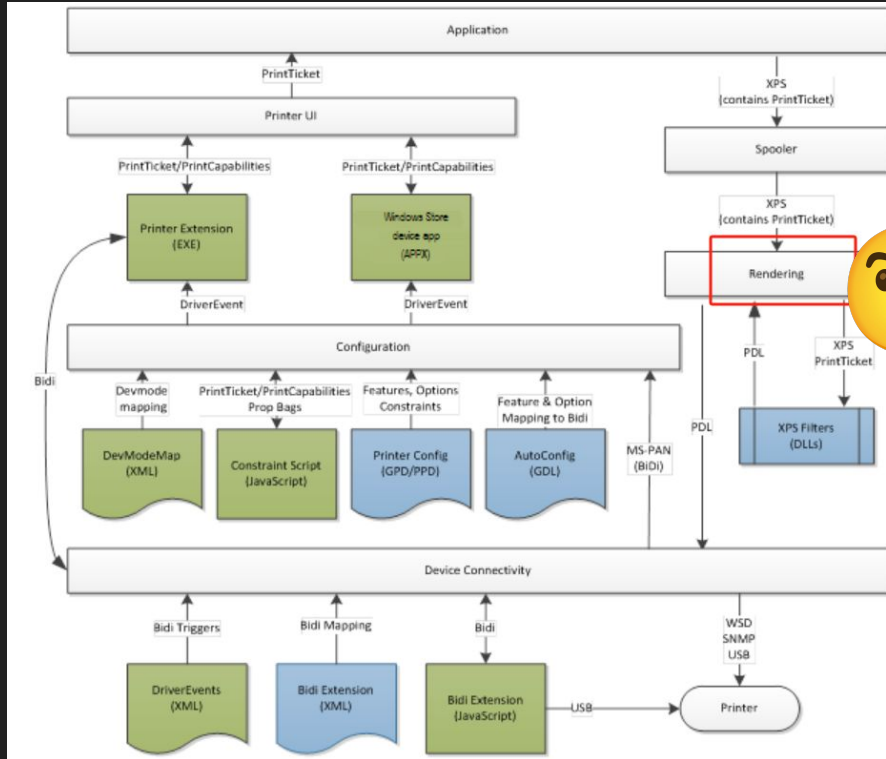 Application
PrintTicket
XPS
(contains PrintTicket)
Printer UI
Spooler
PrintTicket/PrintCapabilities
PrintTicket/PrintCapabilities
XPS
(contains PrintTicket)
Printer Extension
(EXE)
Windows Store
device app
(APPX)
Rendering
DriverEvent
DriverEvent
Configuration
PDL
XPS
PrintTicket
Bidi
Devmode
mapping
PrintTicket/PrintCapabilities
Prop Bags
Features, Options
Constraints
Feature & Option
Mapping to Bidi
MS-PAN
(BiDi)
PDL
XPS Filters
(DLLs)
DevModeMap
(XML)
Constraint Script
(JavaScript)
Printer Config
(GPD/PPD)
AutoConfig
(GDL)
Device Connectivity
Bidi Triggers
Bidi Mapping
Bidi
WSD
SNMP
USB
DriverEvents
(XML)
Bidi Extension
(XML)
Bidi Extension
(JavaScript)
USB
Printer